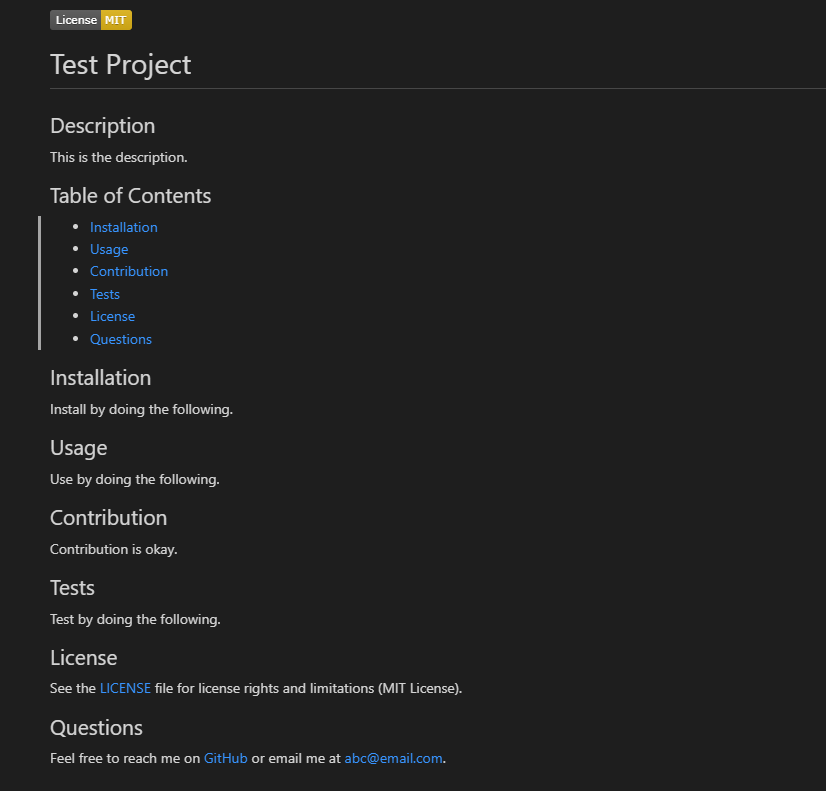 License MIT
Test Project
Description
This is the description.
Table of Contents
Installation
Usage
Contribution
Tests
License
Questions
Installation
Install by doing the following.
Usage
Use by doing the following.
Contribution
Contribution is okay.
Tests
Test by doing the following.
License
See the LICENSE file for license rights and limitations (MIT License).
Questions
Feel free to reach me on GitHub or email me at abc@email.com.